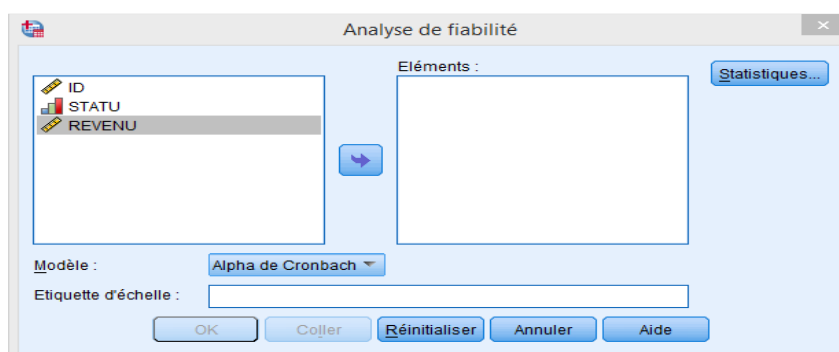 Analyse de fiabilité
Eléments :
Statistiques...
ID
STATU
REVENU
Modèle :
Alpha de Cronbach
Etiquette d'échelle :
OK
Coller
Réinitialiser
Annuler
Aide